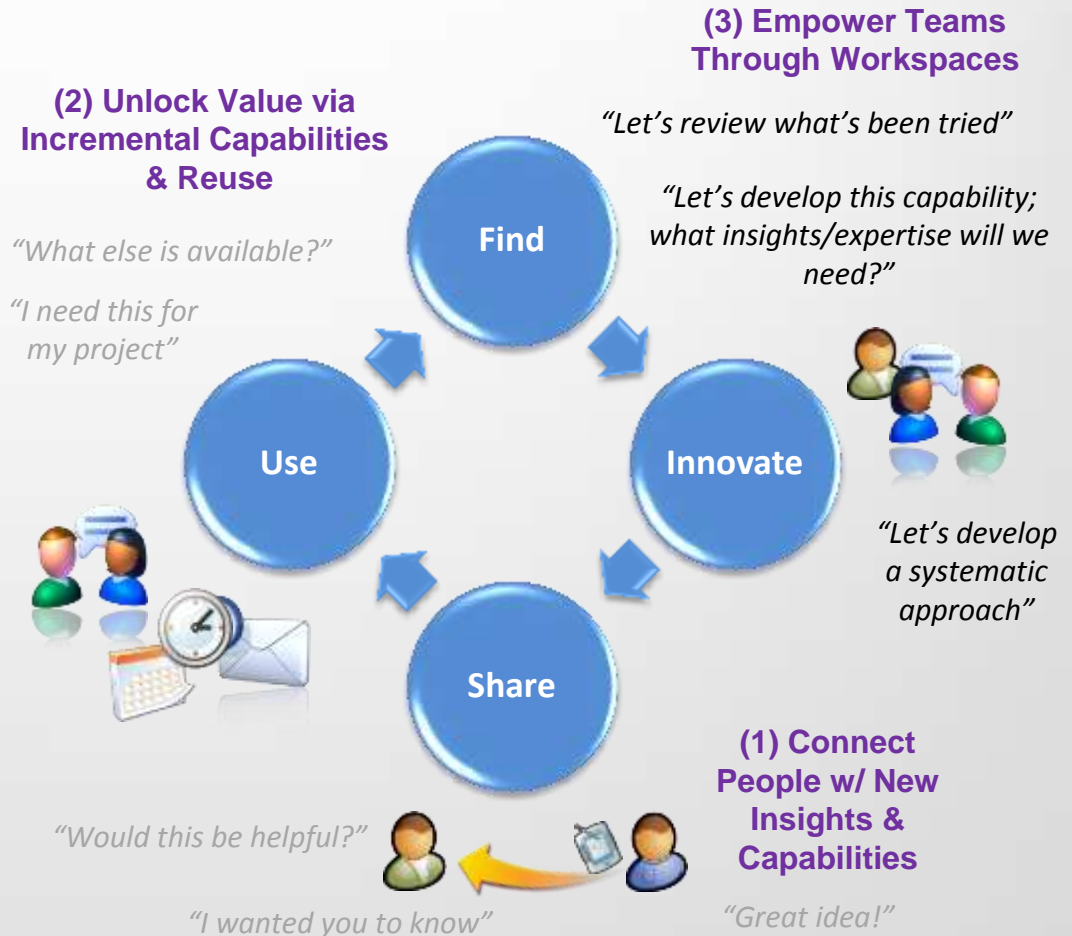 (3) Empower Teams
Through Workspaces
(2) Unlock Value via
Incremental Capabilities
& Reuse
“Let’s review what’s been tried”
“Let’s develop this capability;
what insights/expertise will we
need?”
Find
“What else is available?”
“I need this for
my project”
Use
Innovate
“Let’s develop
a systematic
approach”
Share
(1) Connect
People w/ New
Insights &
Capabilities
“Would this be helpful?”
“I wanted you to know”
“Great idea!”